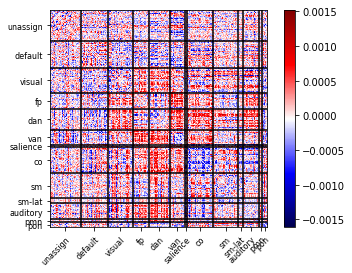 unassign
default
visual
fp
dan
van
salience
co
sm
sm-lat
auditory
pmn
pon
unassign
default
visual
fp
dan
van
salience
co
sm
sm-lat
auditory
pon
0.0015
0.0010
0.0005
0.0000
−0.0005
−0.0010
−0.0015